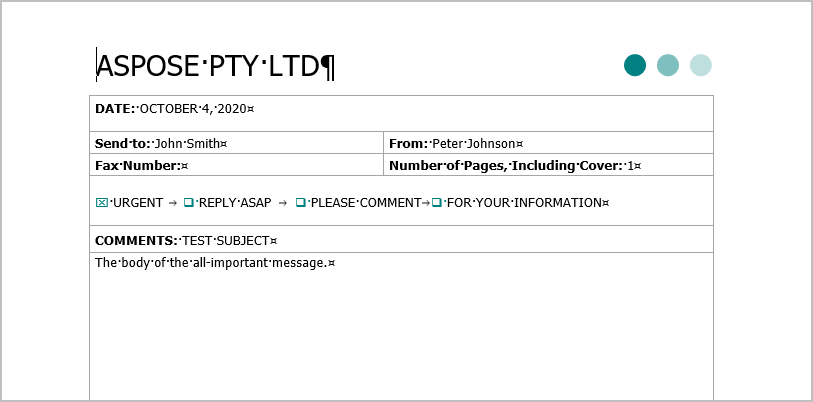 ASPOSE PTY LTD¶
DATE: OCTOBER 4, 2020¤
Send to: John Smith¤ From: Peter Johnson¤
Fax Number:¤ Number of Pages, Including Cover: 1¤
☒ URGENT → ❑ REPLY ASAP → ❑ PLEASE COMMENT→❑ FOR YOUR INFORMATION¤
COMMENTS: TEST SUBJECT¤
The body of the all-important message.¤